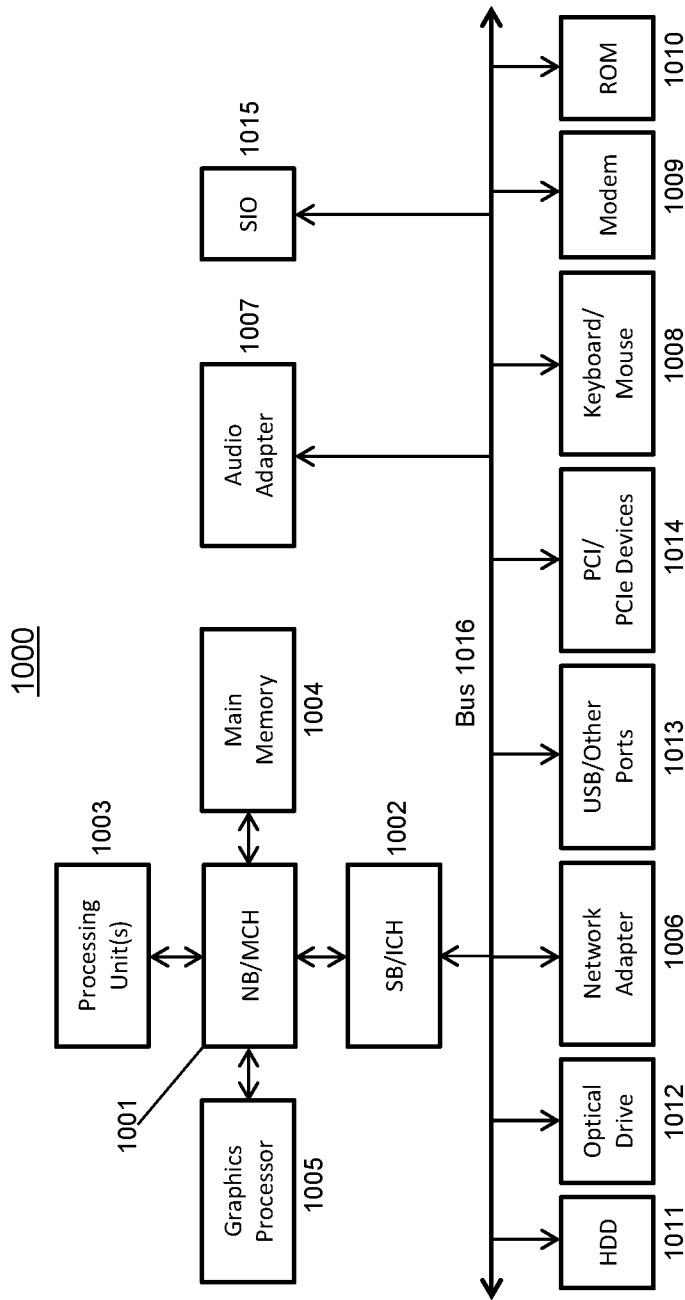 1000
Processing
Unit(s)
1003
1001
Graphics
Processor
1005
NB/MCH
Main
Memory
1004
Audio
Adapter
1007
SIO
1015
SB/ICH
1002
Bus 1016
HDD
1011
Optical
Drive
1012
Network
Adapter
1006
USB/Other
Ports
1013
PCI/
PCIe Devices
1014
Keyboard/
Mouse
1008
Modem
1009
ROM
1010